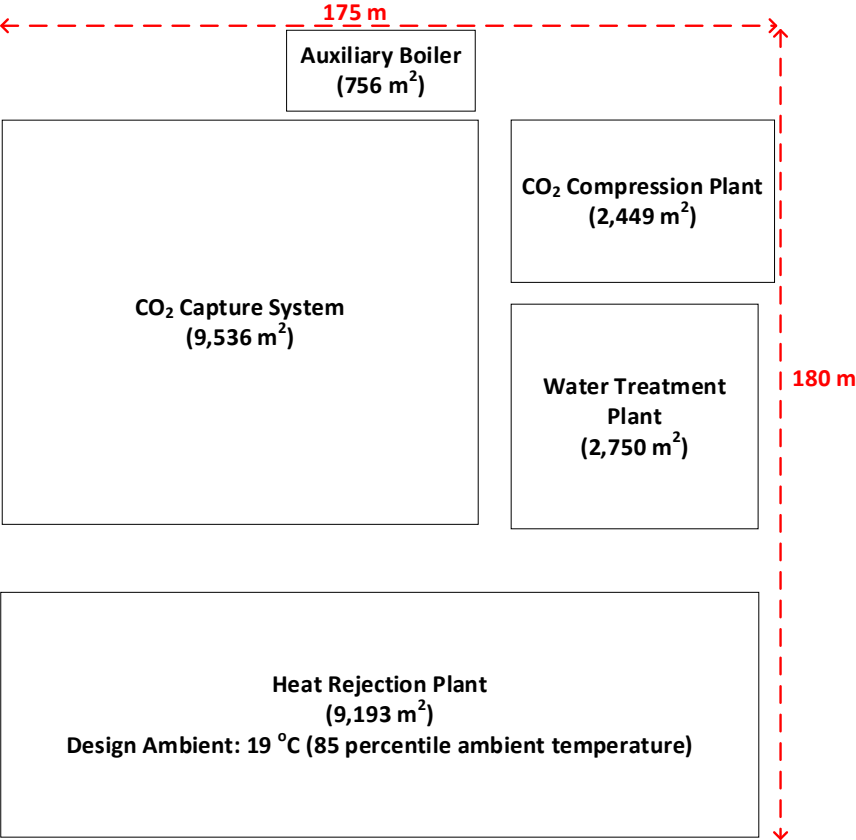 175 m
Auxiliary Boiler
(756 m²)
CO₂ Compression Plant
(2,449 m²)
CO₂ Capture System
(9,536 m²)
180 m
Water Treatment
Plant
(2,750 m²)
Heat Rejection Plant
(9,193 m²)
Design Ambient: 19 °C (85 percentile ambient temperature)